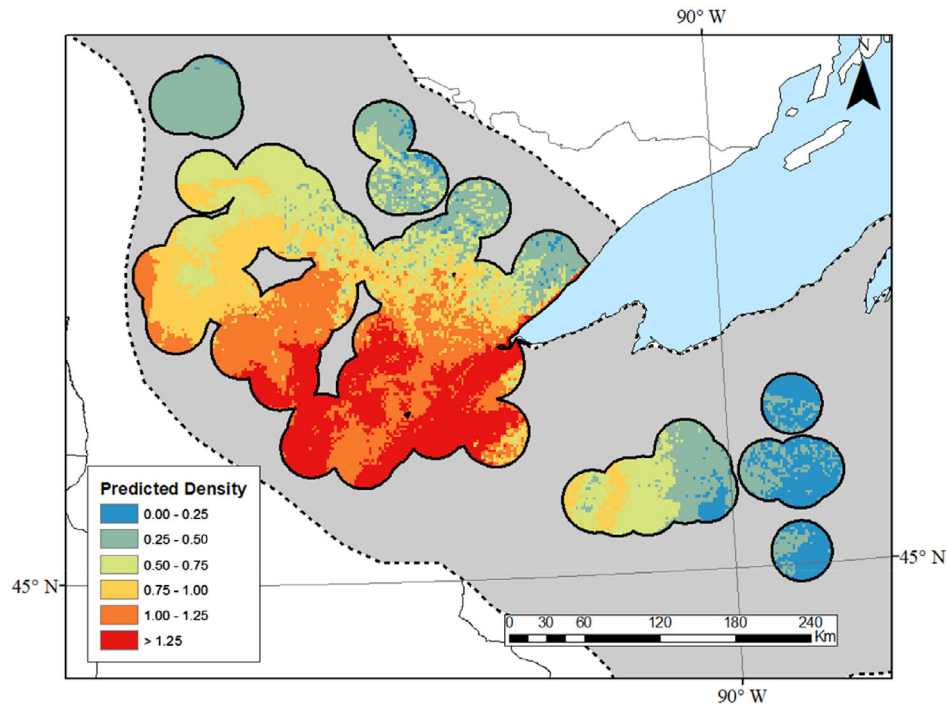 90° W
N
Predicted Density
0.00 - 0.25
0.25 - 0.50
0.50 - 0.75
0.75 - 1.00
1.00 - 1.25
> 1.25
45° N
45° N
0 30 60 120 180 240
Km
90° W